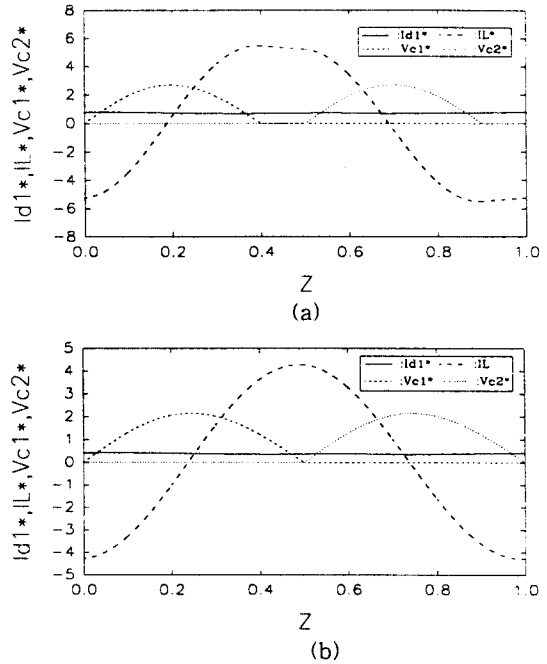 Id1*,IL*,Vc1*,Vc2*
8
6
4
2
0
−2
−4
−6
−8
:Id1* :IL*
:Vc1* :Vc2*
0.0 0.2 0.4 0.6 0.8 1.0
Z
(a)
Id1*,IL*,Vc1*,Vc2*
5
4
3
2
1
0
−1
−2
−3
−4
−5
:Id1* :IL
:Vc1* :Vc2*
0.0 0.2 0.4 0.6 0.8 1.0
Z
(b)